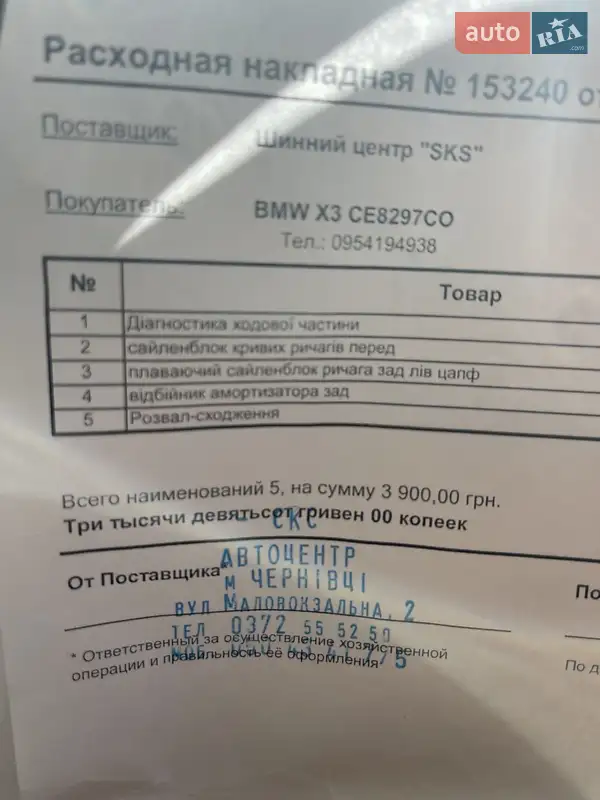 auto RIA .com
Расходная накладная № 153240 от
Поставщик: Шинний центр "SKS"
Покупатель: BMW X3 CE8297CO
Тел.: 0954194938
№ Товар
1 Діагностика ходової частини
2 сайленблок кривих ричагів перед
3 плаваючий сайленблок ричага зад лів цапф
4 відбійник амортизатора зад
5 Розвал-сходження
Всего наименований 5, на сумму 3 900,00 грн.
Три тысячи девятьсот гривен 00 копеек
СКС
АВТОЦЕНТР
От Поставщика*
По
м ЧЕРНІВЦІ
ВУЛ МАЛОВОКЗАЛЬНА, 2
ТЕЛ 0372 55 52 50
* Ответственный за осуществление хозяйственной
операции и правильность её оформления
По д